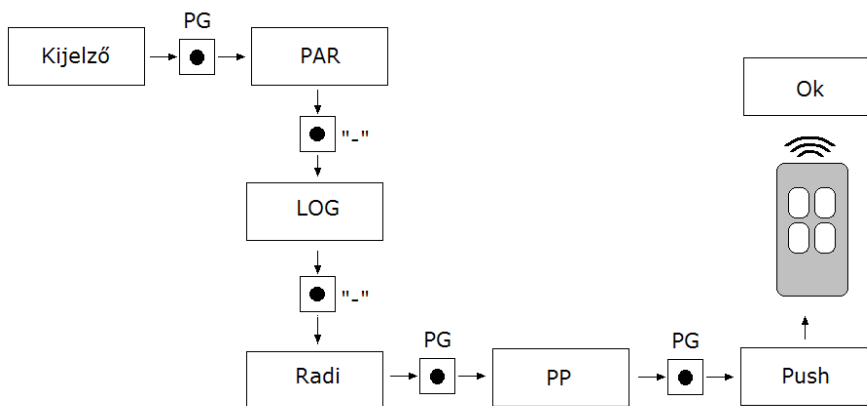 PG
Kijelző
PAR
Ok
"-"
LOG
"-"
PG
PG
Radi
PP
Push